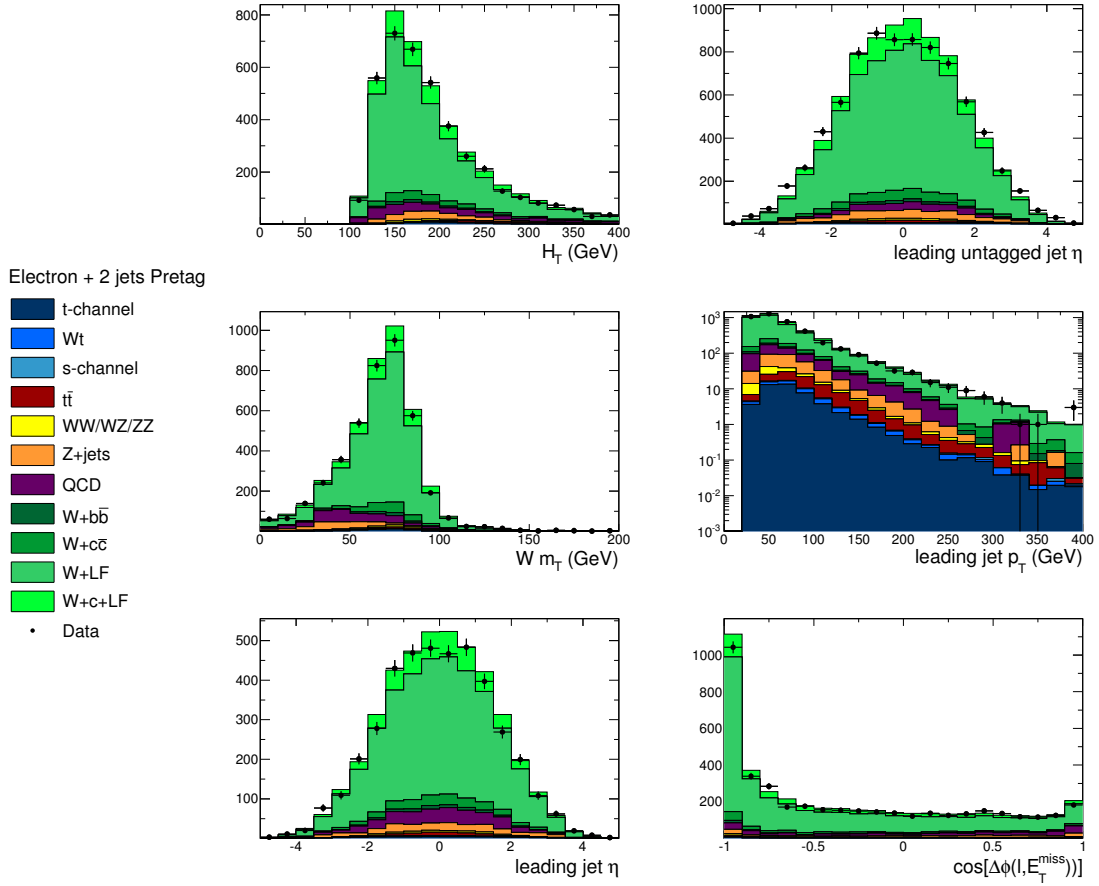 800
600
400
200
0 50 100 150 200 250 300 350 400
H_T (GeV)
1000
800
600
400
200
-4 -2 0 2 4
leading untagged jet η
Electron + 2 jets Pretag
t-channel
Wt
s-channel
tt̄
WW/WZ/ZZ
Z+jets
QCD
W+bb̄
W+cc̄
W+LF
W+c+LF
Data
1000
800
600
400
200
0 50 100 150 200
W m_T (GeV)
10³
10²
10
1
10⁻¹
10⁻²
10⁻³
0 50 100 150 200 250 300 350 400
leading jet p_T (GeV)
500
400
300
200
100
-4 -2 0 2 4
leading jet η
1000
800
600
400
200
-1 -0.5 0 0.5 1
cos[Δϕ(l,E_T^miss))]